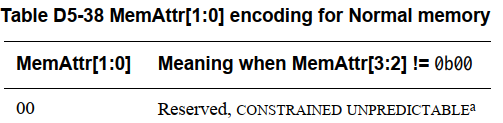 Table D5-38 MemAttr[1:0] encoding for Normal memory
MemAttr[1:0] Meaning when MemAttr[3:2] != 0b00
00 Reserved, CONSTRAINED UNPREDICTABLEa